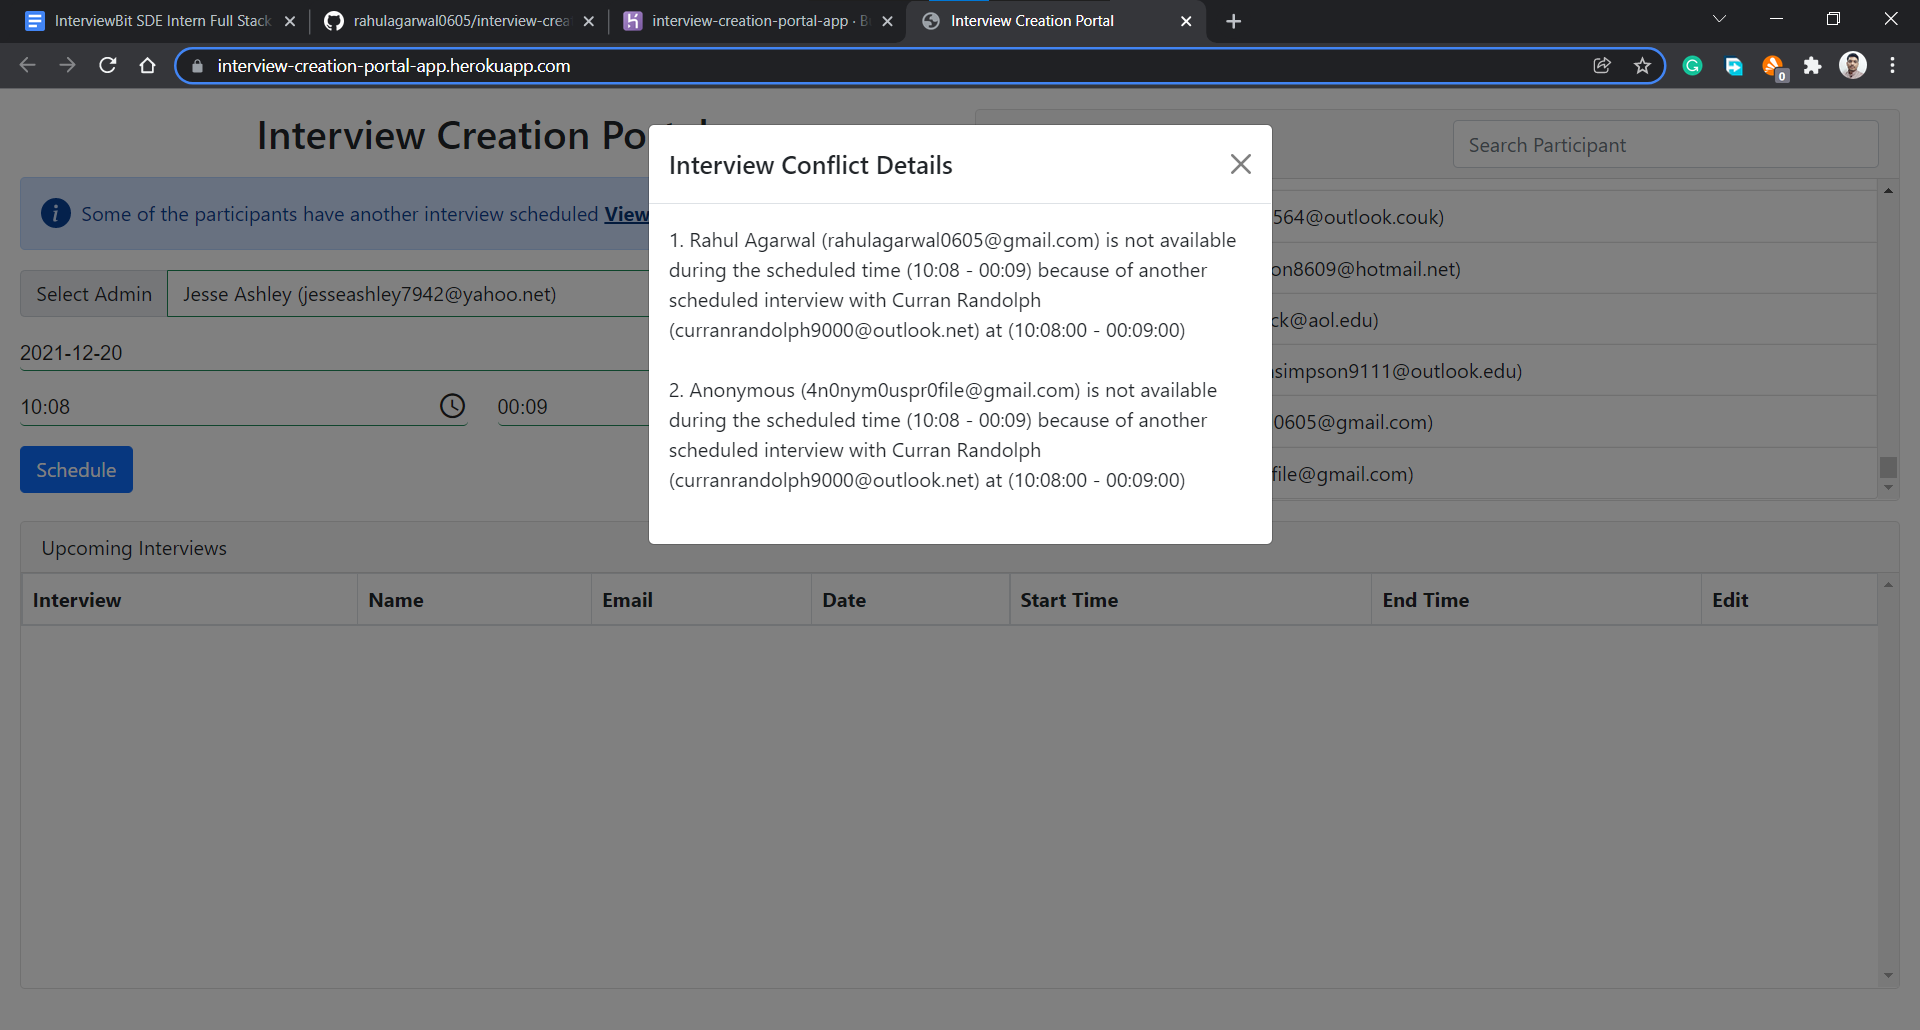 InterviewBit SDE Intern Full Stack
rahulagarwal0605/interview-crea
interview-creation-portal-app · B
Interview Creation Portal
interview-creation-portal-app.herokuapp.com
0
Interview Creation Po
Search Participant
Some of the participants have another interview scheduled View
Select Admin
Jesse Ashley (jesseashley7942@yahoo.net)
2021-12-20
10:08
00:09
Schedule
Interview Conflict Details
1. Rahul Agarwal (rahulagarwal0605@gmail.com) is not available
during the scheduled time (10:08 - 00:09) because of another
scheduled interview with Curran Randolph
(curranrandolph9000@outlook.net) at (10:08:00 - 00:09:00)
2. Anonymous (4n0nym0uspr0file@gmail.com) is not available
during the scheduled time (10:08 - 00:09) because of another
scheduled interview with Curran Randolph
(curranrandolph9000@outlook.net) at (10:08:00 - 00:09:00)
564@outlook.couk)
on8609@hotmail.net)
ck@aol.edu)
simpson9111@outlook.edu)
0605@gmail.com)
file@gmail.com)
Upcoming Interviews
Interview
Name
Email
Date
Start Time
End Time
Edit